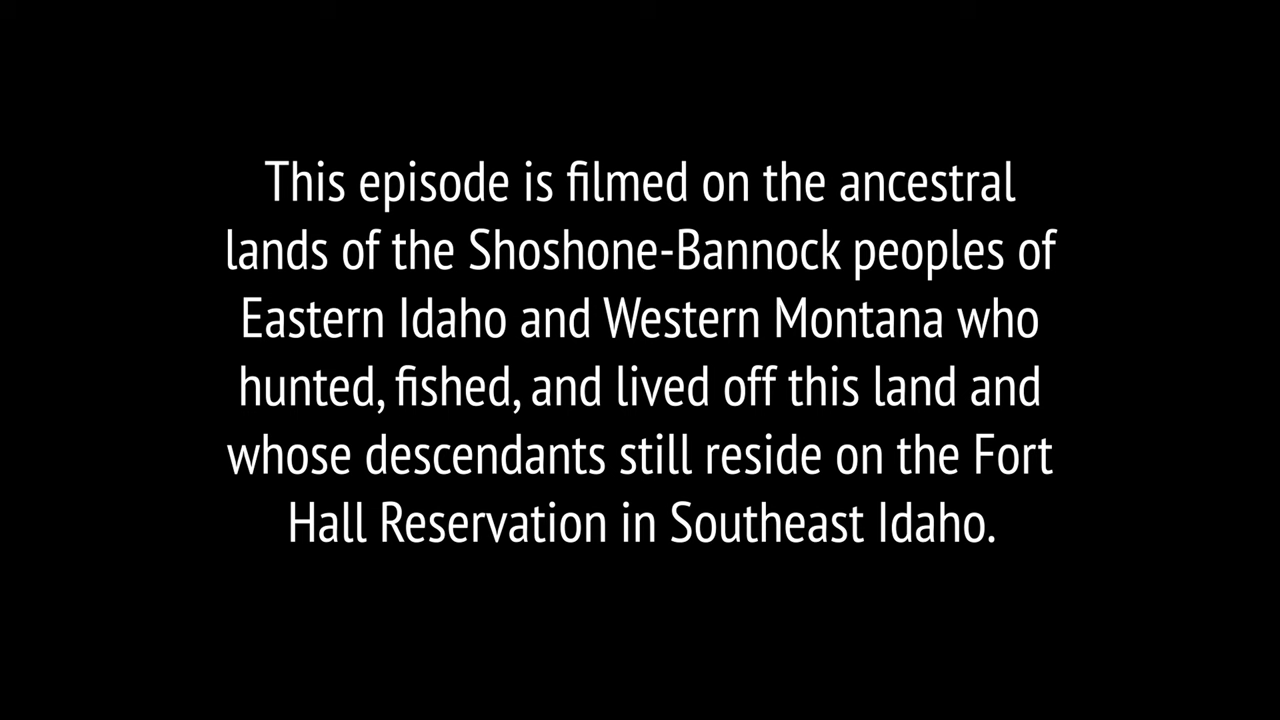 This episode is filmed on the ancestral
lands of the Shoshone-Bannock peoples of
Eastern Idaho and Western Montana who
hunted, fished, and lived off this land and
whose descendants still reside on the Fort
Hall Reservation in Southeast Idaho.